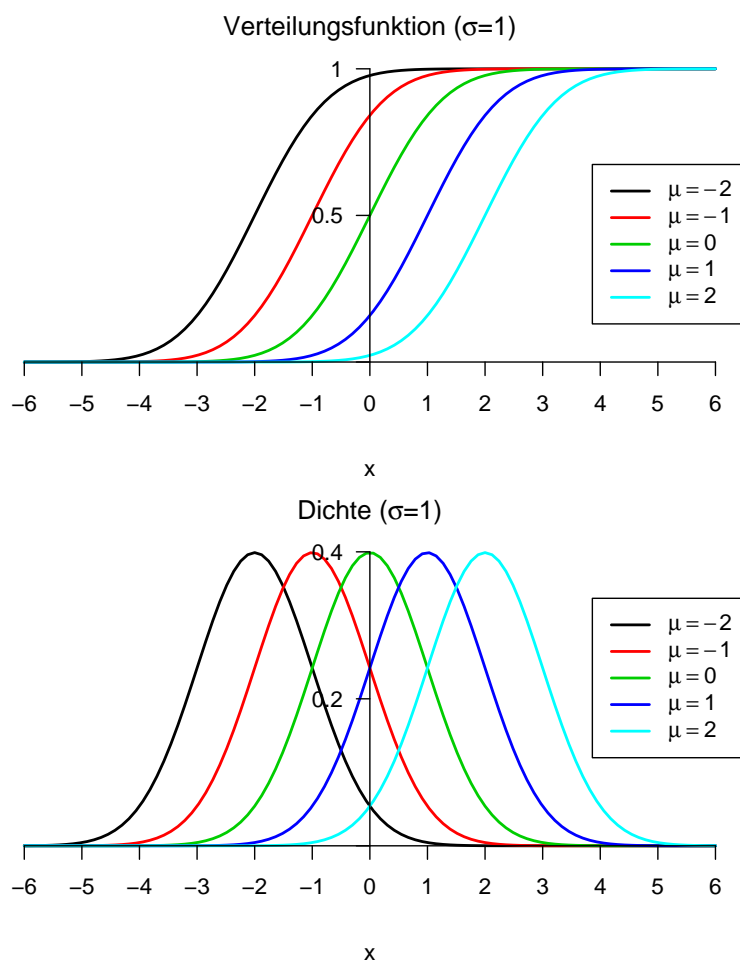 Verteilungsfunktion (σ=1)
1
0.5
μ = −2
μ = −1
μ = 0
μ = 1
μ = 2
−6 −5 −4 −3 −2 −1 0 1 2 3 4 5 6
x
Dichte (σ=1)
0.4
0.2
μ = −2
μ = −1
μ = 0
μ = 1
μ = 2
−6 −5 −4 −3 −2 −1 0 1 2 3 4 5 6
x